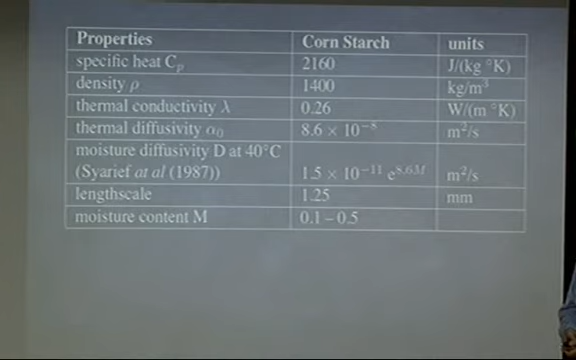 Properties Corn Starch units
specific heat Cₚ 2160 J/(kg °K)
density ρ 1400 kg/m³
thermal conductivity λ 0.26 W/(m °K)
thermal diffusivity α₀ 8.6 × 10⁻⁸ m²/s
moisture diffusivity D at 40°C
(Syarief at al (1987)) 1.5 × 10⁻¹¹ e^8.6M m²/s
lengthscale 1.25 mm
moisture content M 0.1 – 0.5